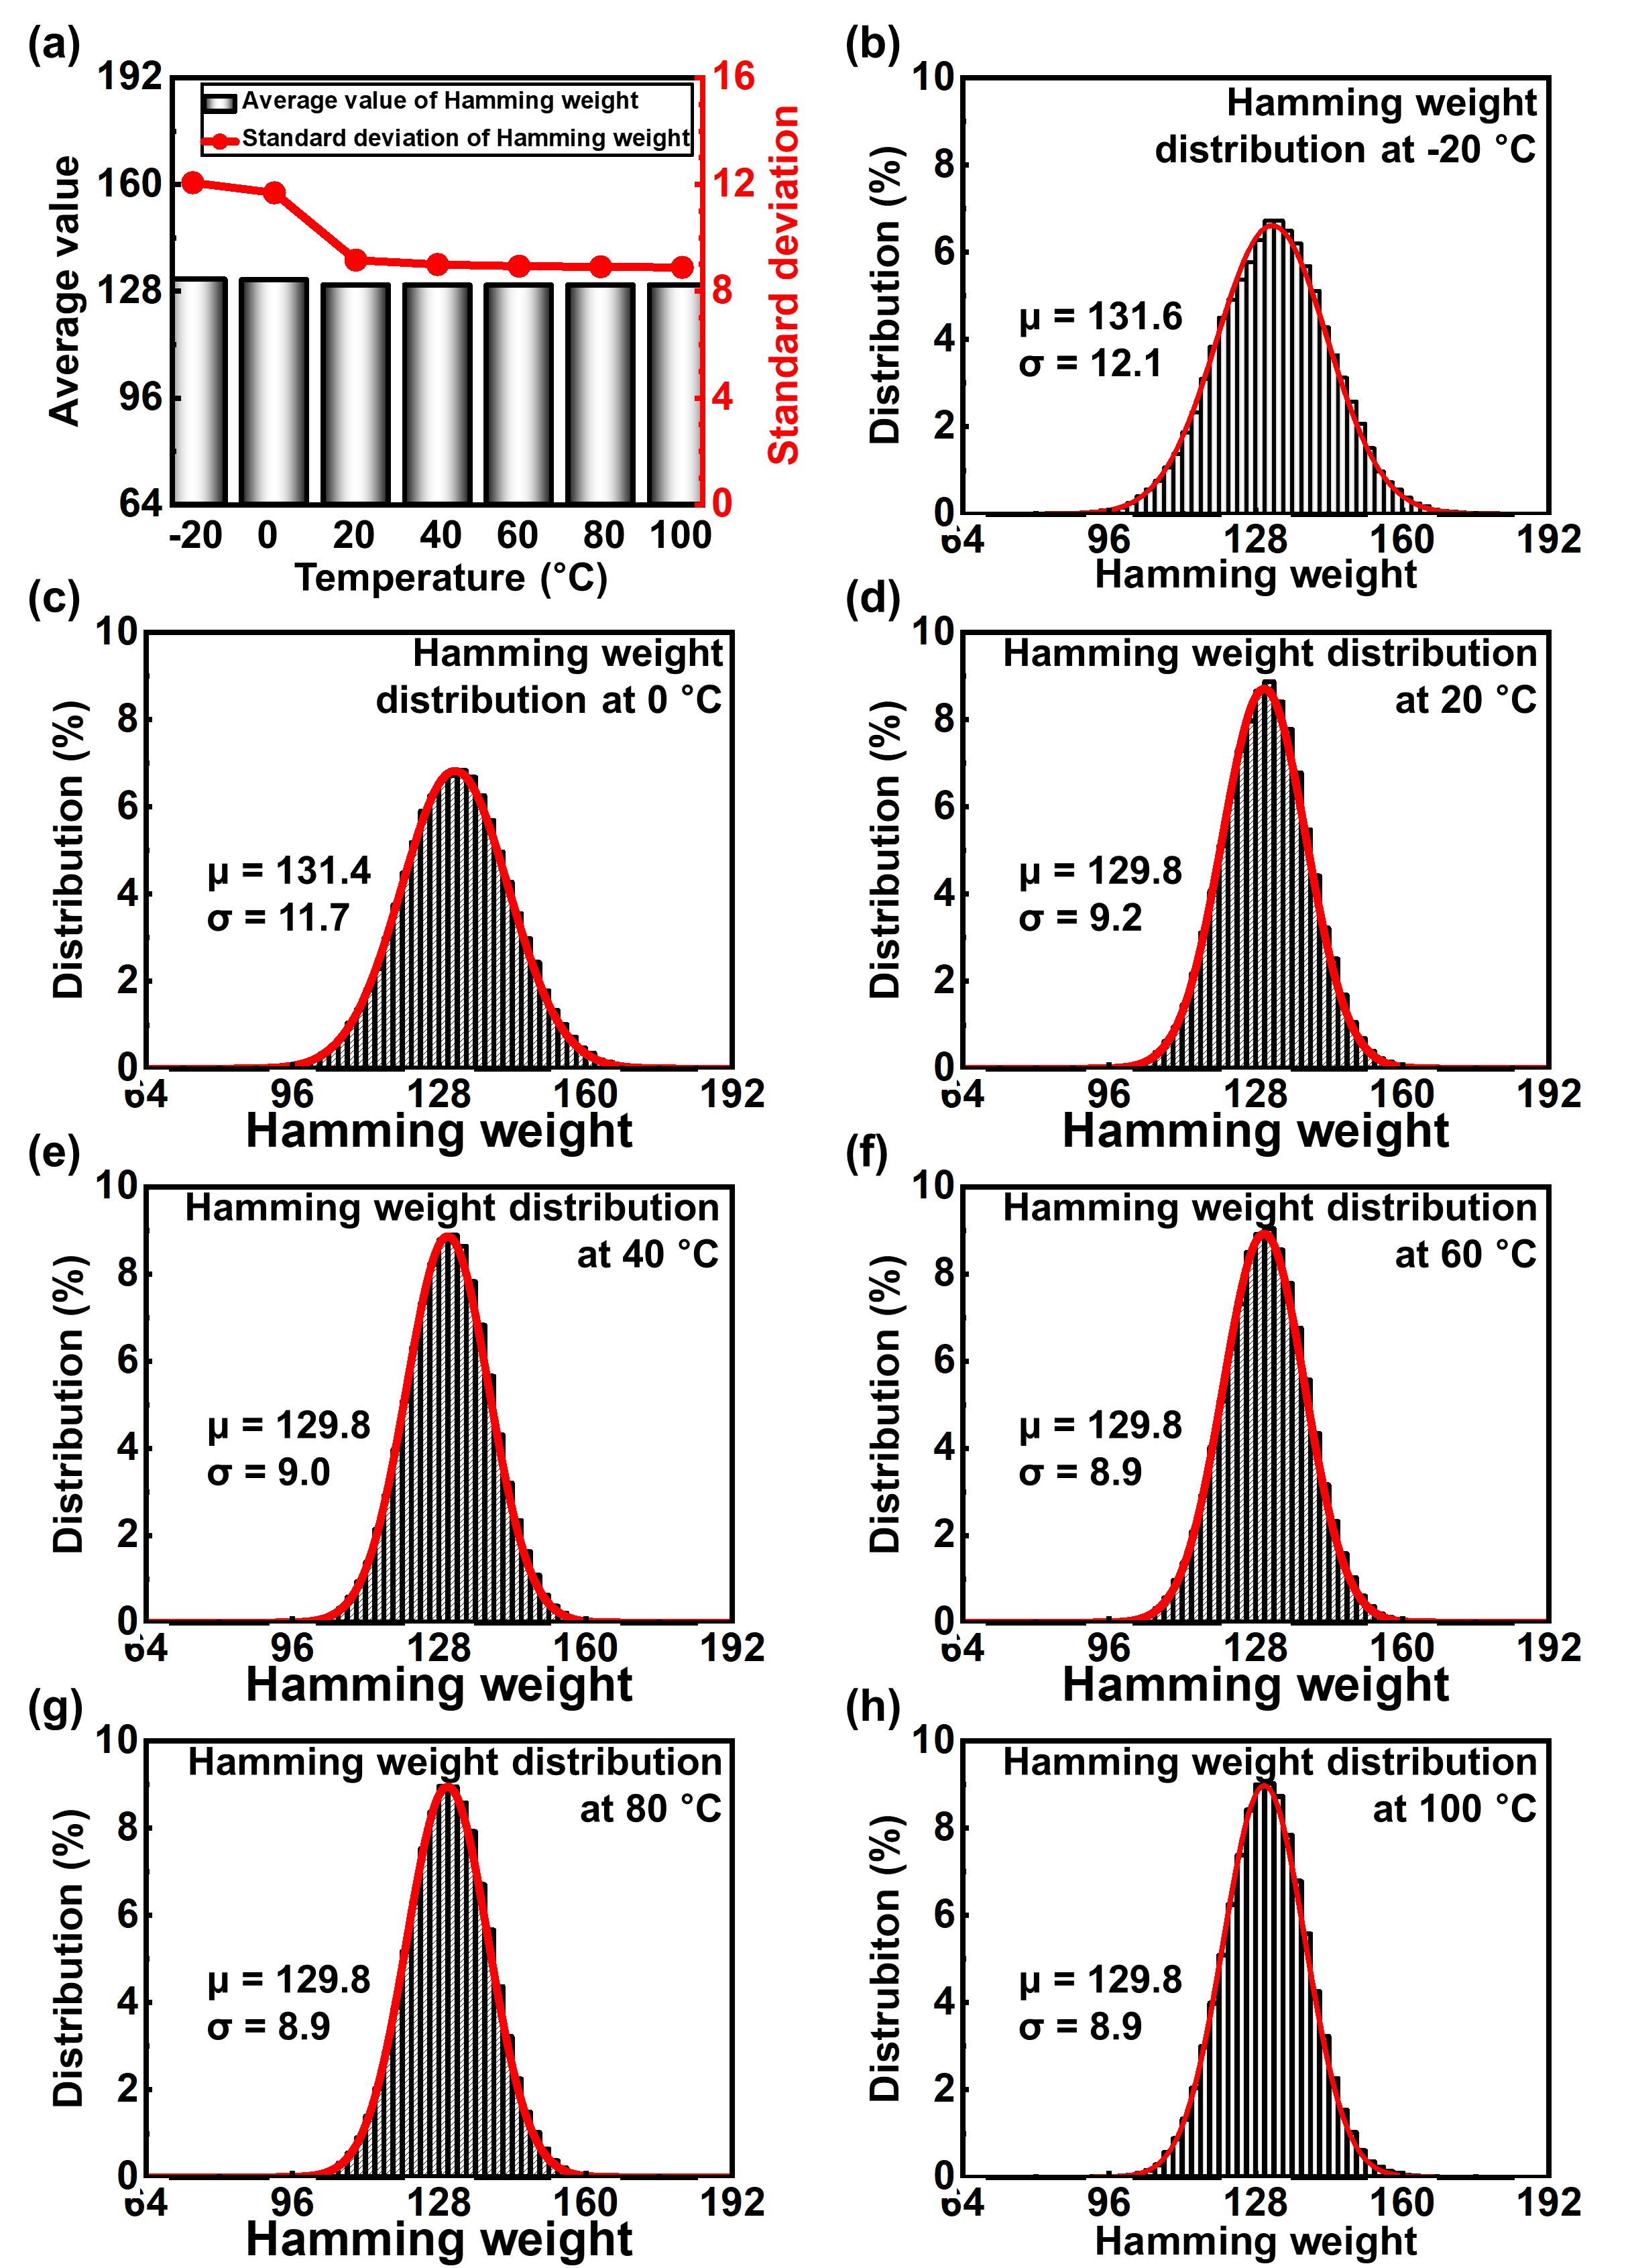 (a)
192
160
128
96
64
Average value
Average value of Hamming weight
Standard deviation of Hamming weight
16
12
8
4
0
Standard deviation
-20 0 20 40 60 80 100
Temperature (°C)
(b)
10
8
6
4
2
0
Distribution (%)
Hamming weight
distribution at -20 °C
μ = 131.6
σ = 12.1
64 96 128 160 192
Hamming weight
(c)
10
8
6
4
2
0
Distribution (%)
Hamming weight
distribution at 0 °C
μ = 131.4
σ = 11.7
64 96 128 160 192
Hamming weight
(d)
10
8
6
4
2
0
Distribution (%)
Hamming weight distribution
at 20 °C
μ = 129.8
σ = 9.2
64 96 128 160 192
Hamming weight
(e)
10
8
6
4
2
0
Distribution (%)
Hamming weight distribution
at 40 °C
μ = 129.8
σ = 9.0
64 96 128 160 192
Hamming weight
(f)
10
8
6
4
2
0
Distribution (%)
Hamming weight distribution
at 60 °C
μ = 129.8
σ = 8.9
64 96 128 160 192
Hamming weight
(g)
10
8
6
4
2
0
Distribution (%)
Hamming weight distribution
at 80 °C
μ = 129.8
σ = 8.9
64 96 128 160 192
Hamming weight
(h)
10
8
6
4
2
0
Distrubiton (%)
Hamming weight distribution
at 100 °C
μ = 129.8
σ = 8.9
64 96 128 160 192
Hamming weight